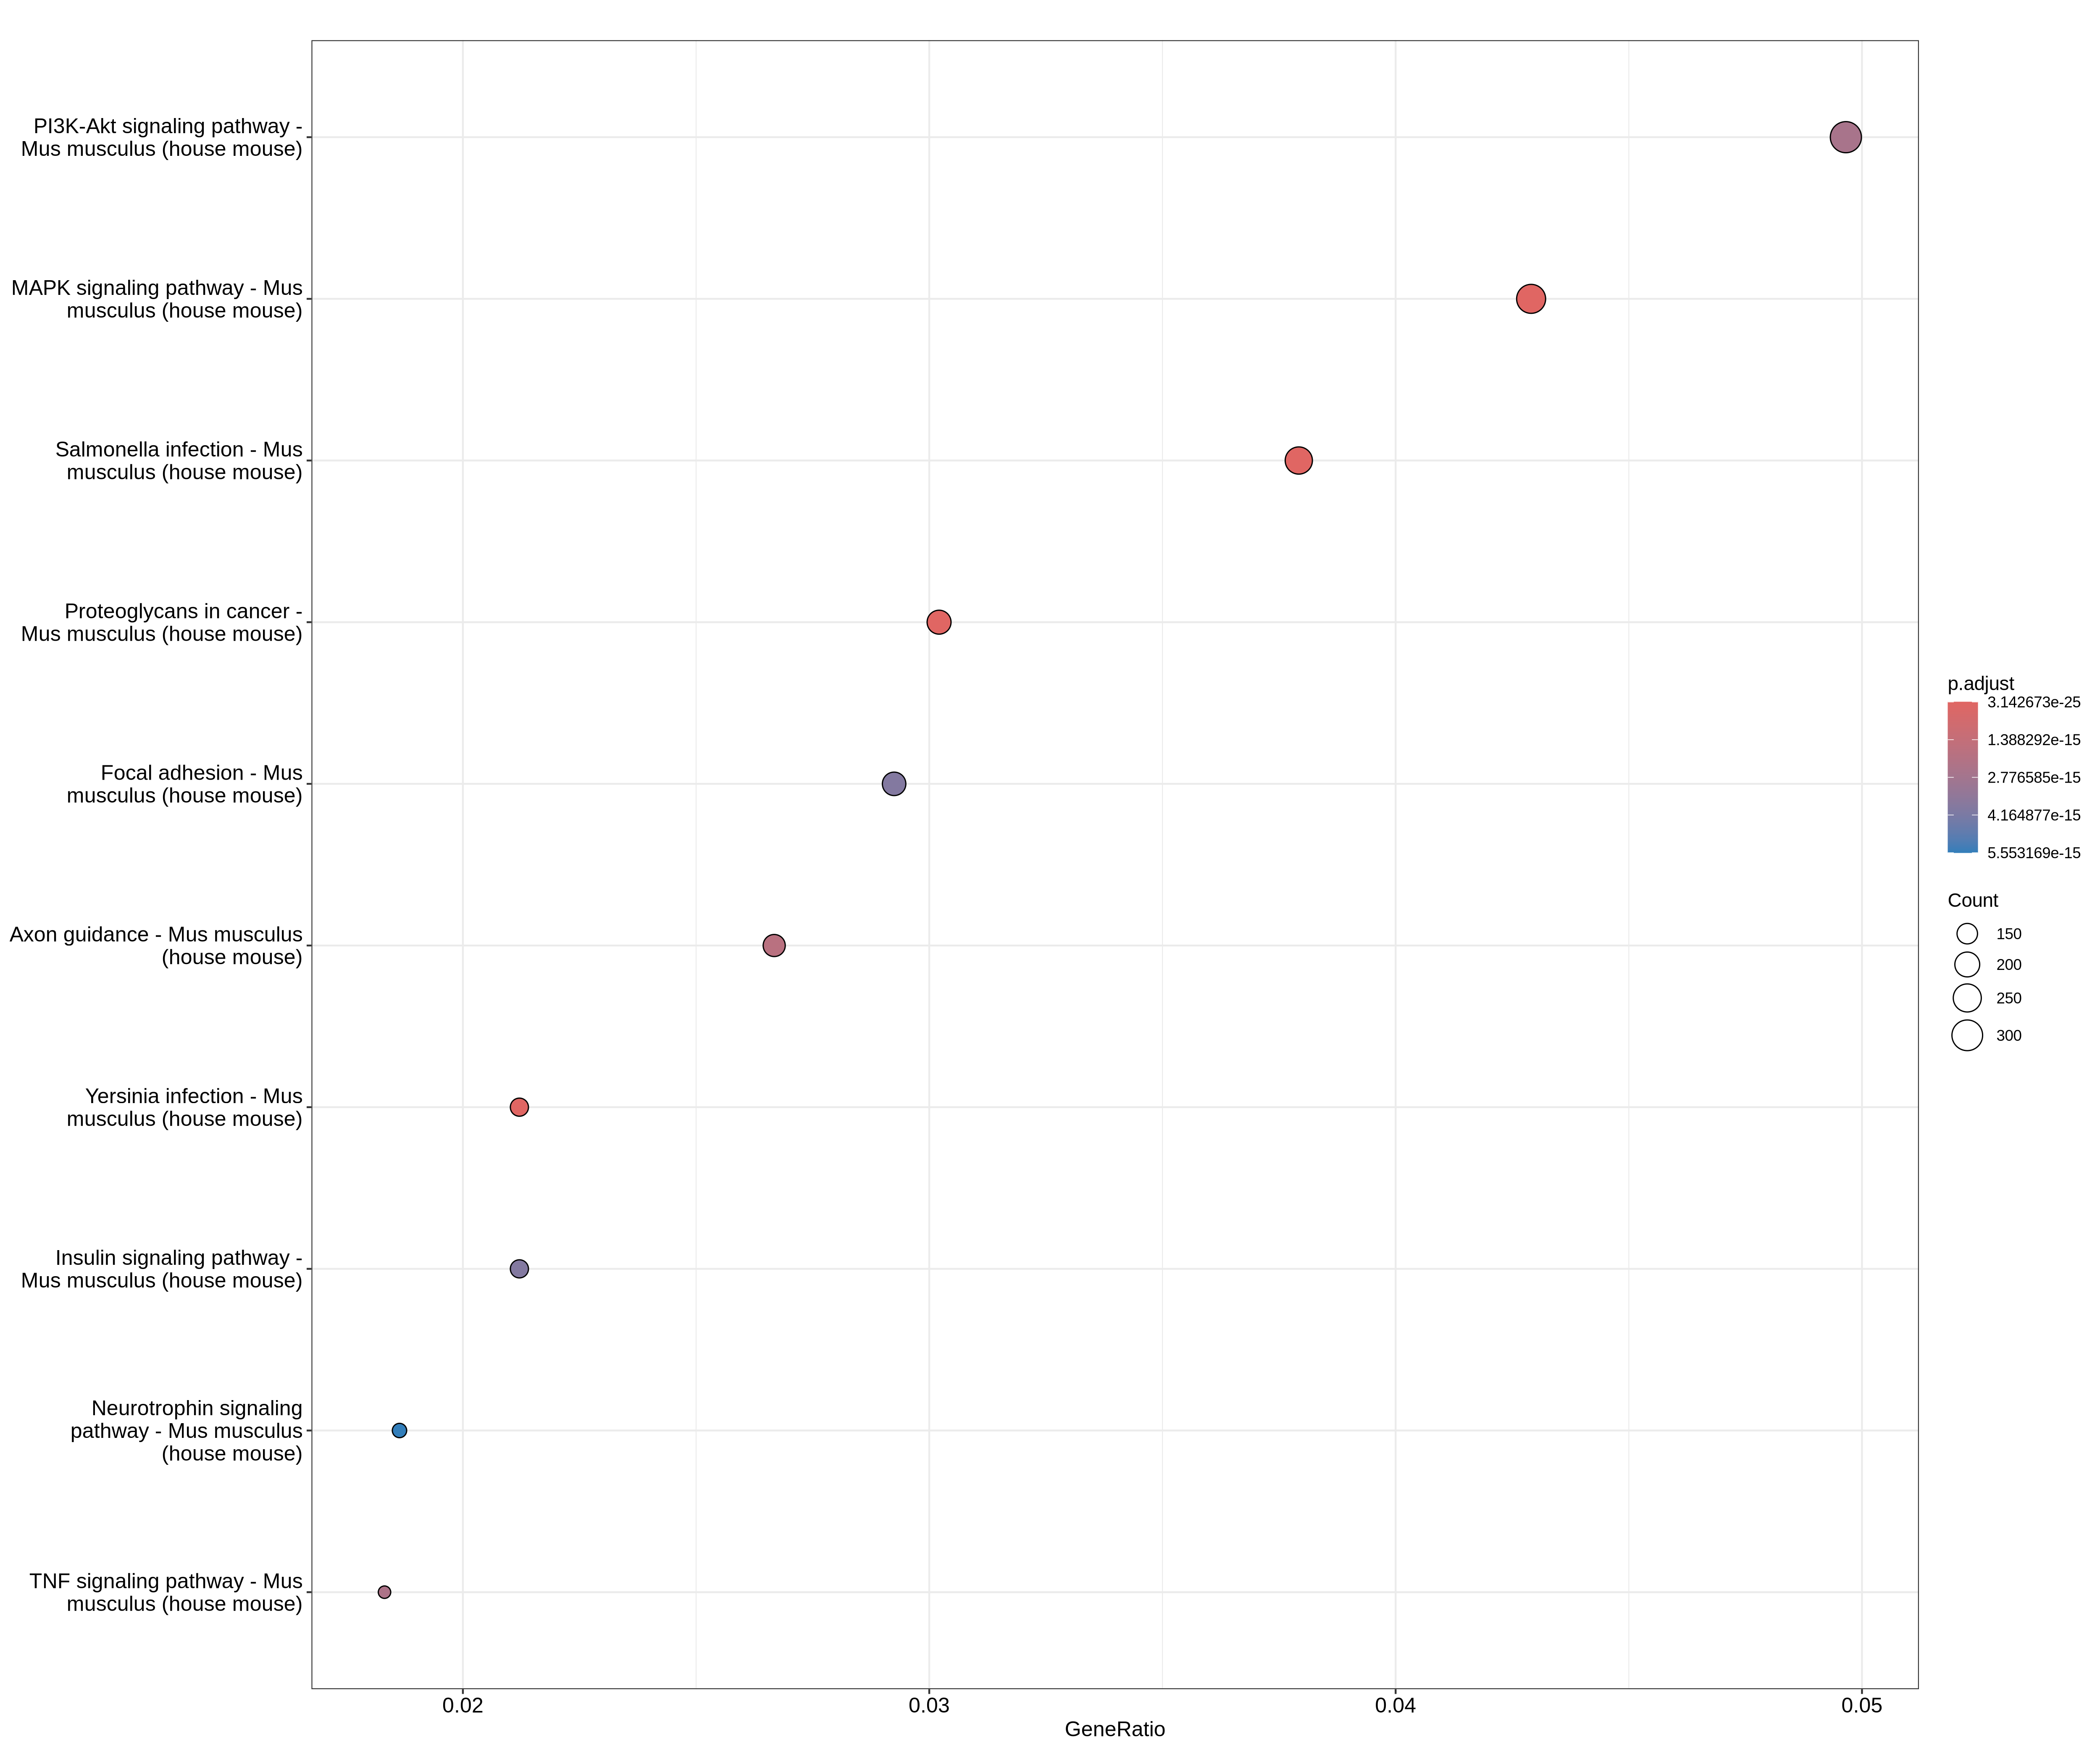 PI3K-Akt signaling pathway -
Mus musculus (house mouse)
MAPK signaling pathway - Mus
musculus (house mouse)
Salmonella infection - Mus
musculus (house mouse)
Proteoglycans in cancer -
Mus musculus (house mouse)
Focal adhesion - Mus
musculus (house mouse)
Axon guidance - Mus musculus
(house mouse)
Yersinia infection - Mus
musculus (house mouse)
Insulin signaling pathway -
Mus musculus (house mouse)
Neurotrophin signaling
pathway - Mus musculus
(house mouse)
TNF signaling pathway - Mus
musculus (house mouse)
0.02
0.03
0.04
0.05
GeneRatio
p.adjust
3.142673e-25
1.388292e-15
2.776585e-15
4.164877e-15
5.553169e-15
Count
150
200
250
300